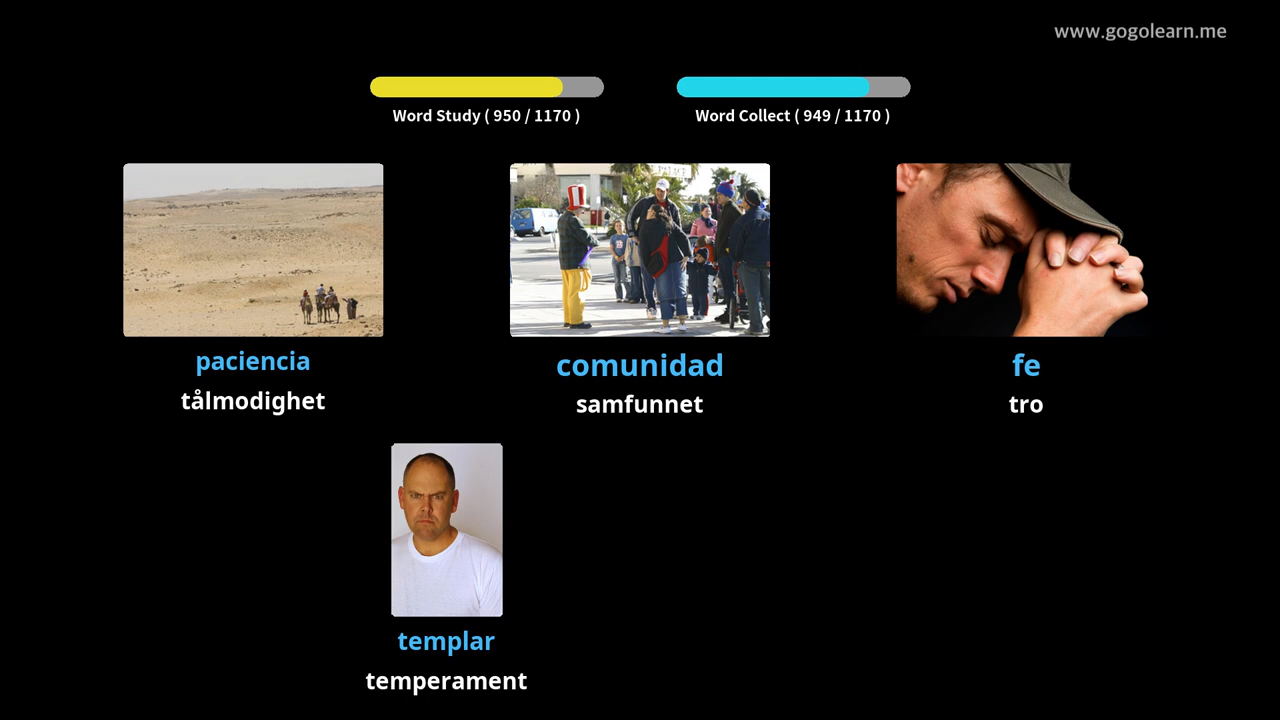 www.gogolearn.me
Word Study ( 950 / 1170 )
Word Collect ( 949 / 1170 )
paciencia
tålmodighet
comunidad
samfunnet
fe
tro
templar
temperament